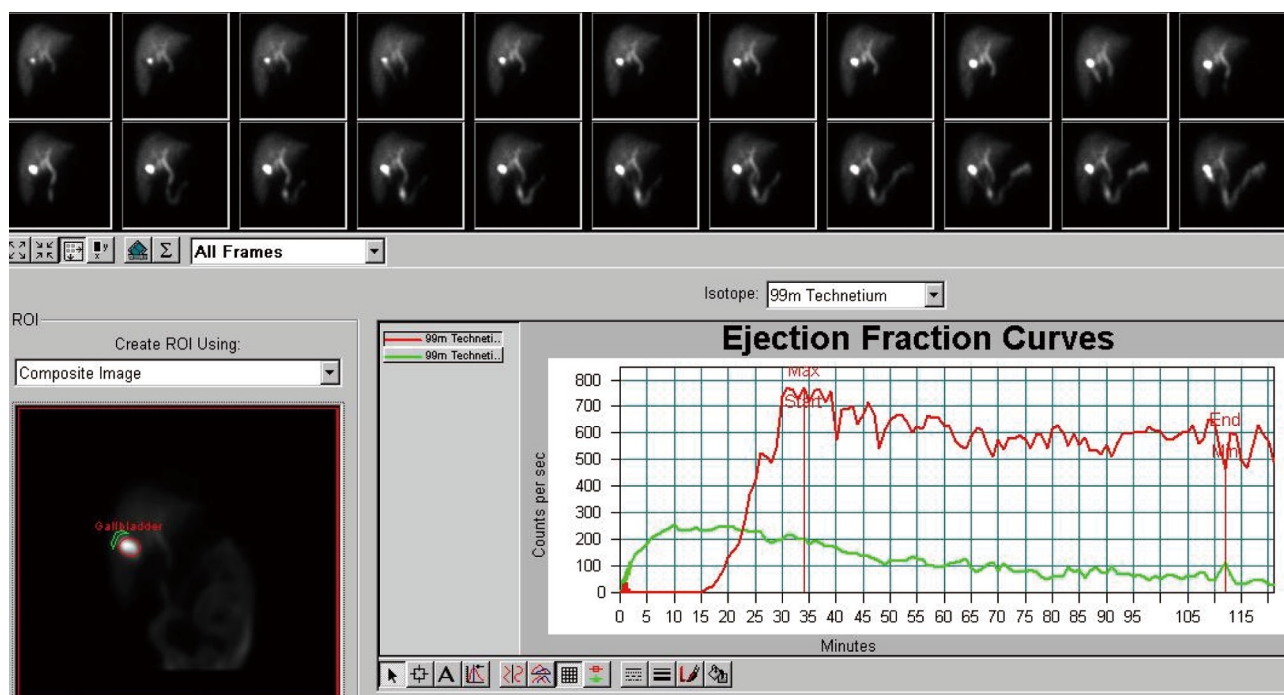 All Frames
Isotope: 99m Technetium
ROI
Create ROI Using:
Composite Image
Gallbladder
99m Techneti..
99m Techneti..
Ejection Fraction Curves
Max
Start
End
Min
Counts per sec
800
700
600
500
400
300
200
100
0
0 5 10 15 20 25 30 35 40 45 50 55 60 65 70 75 80 85 90 95 105 115
Minutes
A